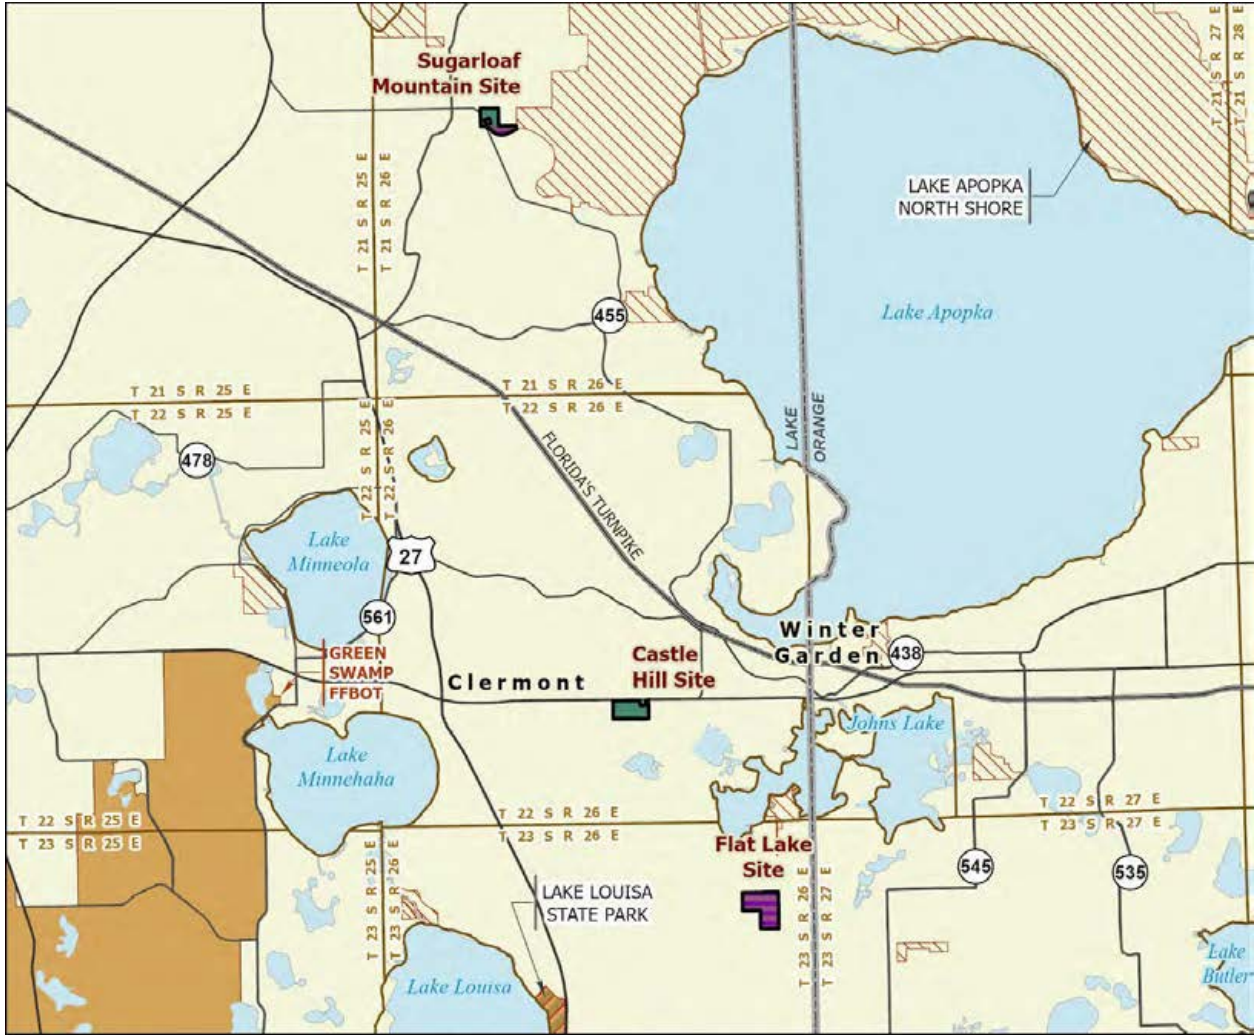 Sugarloaf
Mountain Site
T 21 S R 27 E
T 21 S R 28 E
T 21 S R 25 E
T 21 S R 26 E
LAKE APOPKA
NORTH SHORE
455
Lake Apopka
T 21 S R 25 E
T 22 S R 25 E
T 21 S R 26 E
T 22 S R 26 E
T 22 S R 25 E
T 22 S R 26 E
LAKE
ORANGE
478
FLORIDA'S TURNPIKE
Lake
Minneola
27
561
GREEN
SWAMP
FFBOT
Clermont
Castle
Hill Site
Winter
Garden
438
Johns Lake
Lake
Minnehaha
T 22 S R 25 E
T 23 S R 25 E
T 22 S R 26 E
T 23 S R 26 E
T 22 S R 27 E
T 23 S R 27 E
Flat Lake
Site
545
535
LAKE LOUISA
STATE PARK
T 23 S R 25 E
T 23 S R 26 E
T 23 S R 26 E
T 23 S R 27 E
Lake Louisa
Lake
Butler